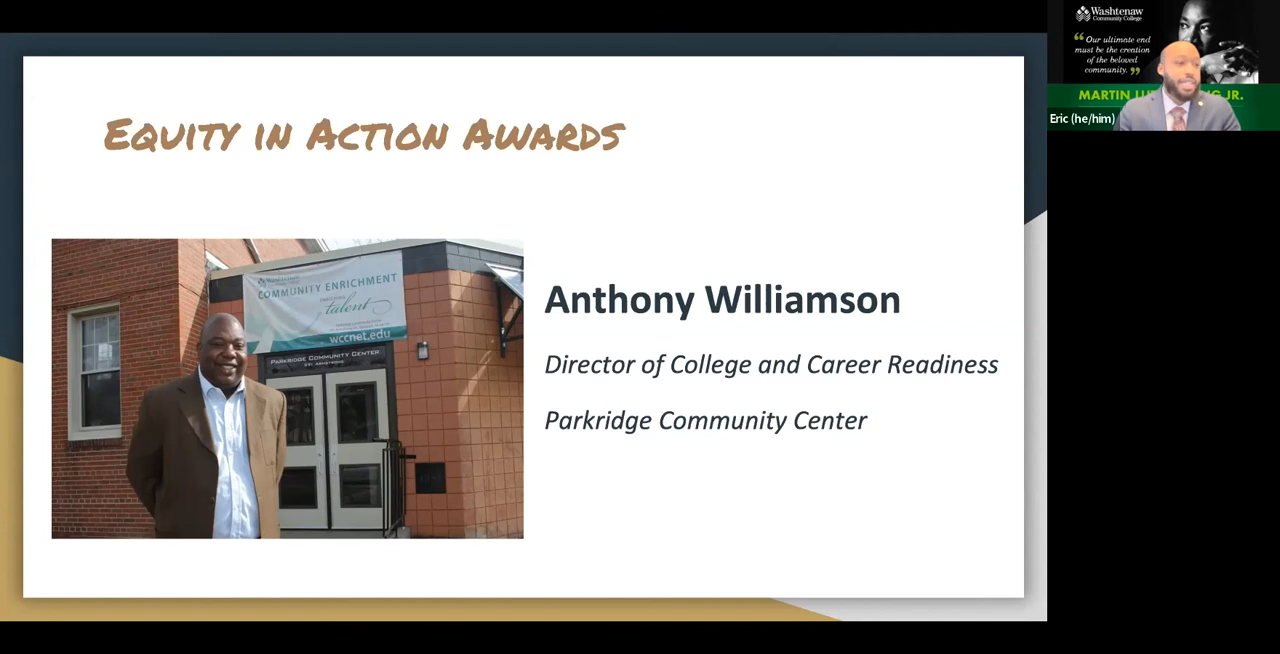 Equity in Action Awards
Washtenaw
COMMUNITY ENRICHMENT
talent
wccnet.edu
PARKRIDGE COMMUNITY CENTER
Anthony Williamson
Director of College and Career Readiness
Parkridge Community Center
Washtenaw
Community College
“Our ultimate end
must be the creation
of the beloved
community.”
MARTIN LU G JR.
Eric (he/him)